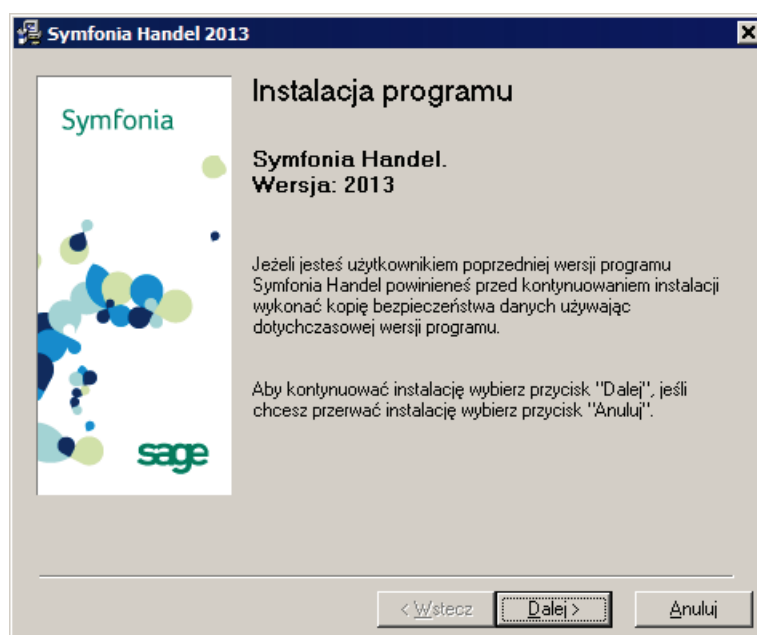 Symfonia Handel 2013
Symfonia
Instalacja programu
Symfonia Handel.
Wersja: 2013
Jeżeli jesteś użytkownikiem poprzedniej wersji programu
Symfonia Handel powinieneś przed kontynuowaniem instalacji
wykonać kopię bezpieczeństwa danych używając
dotychczasowej wersji programu.
Aby kontynuować instalację wybierz przycisk "Dalej", jeśli
chcesz przerwać instalację wybierz przycisk "Anuluj".
sage
< Wstecz
Dalej >
Anuluj